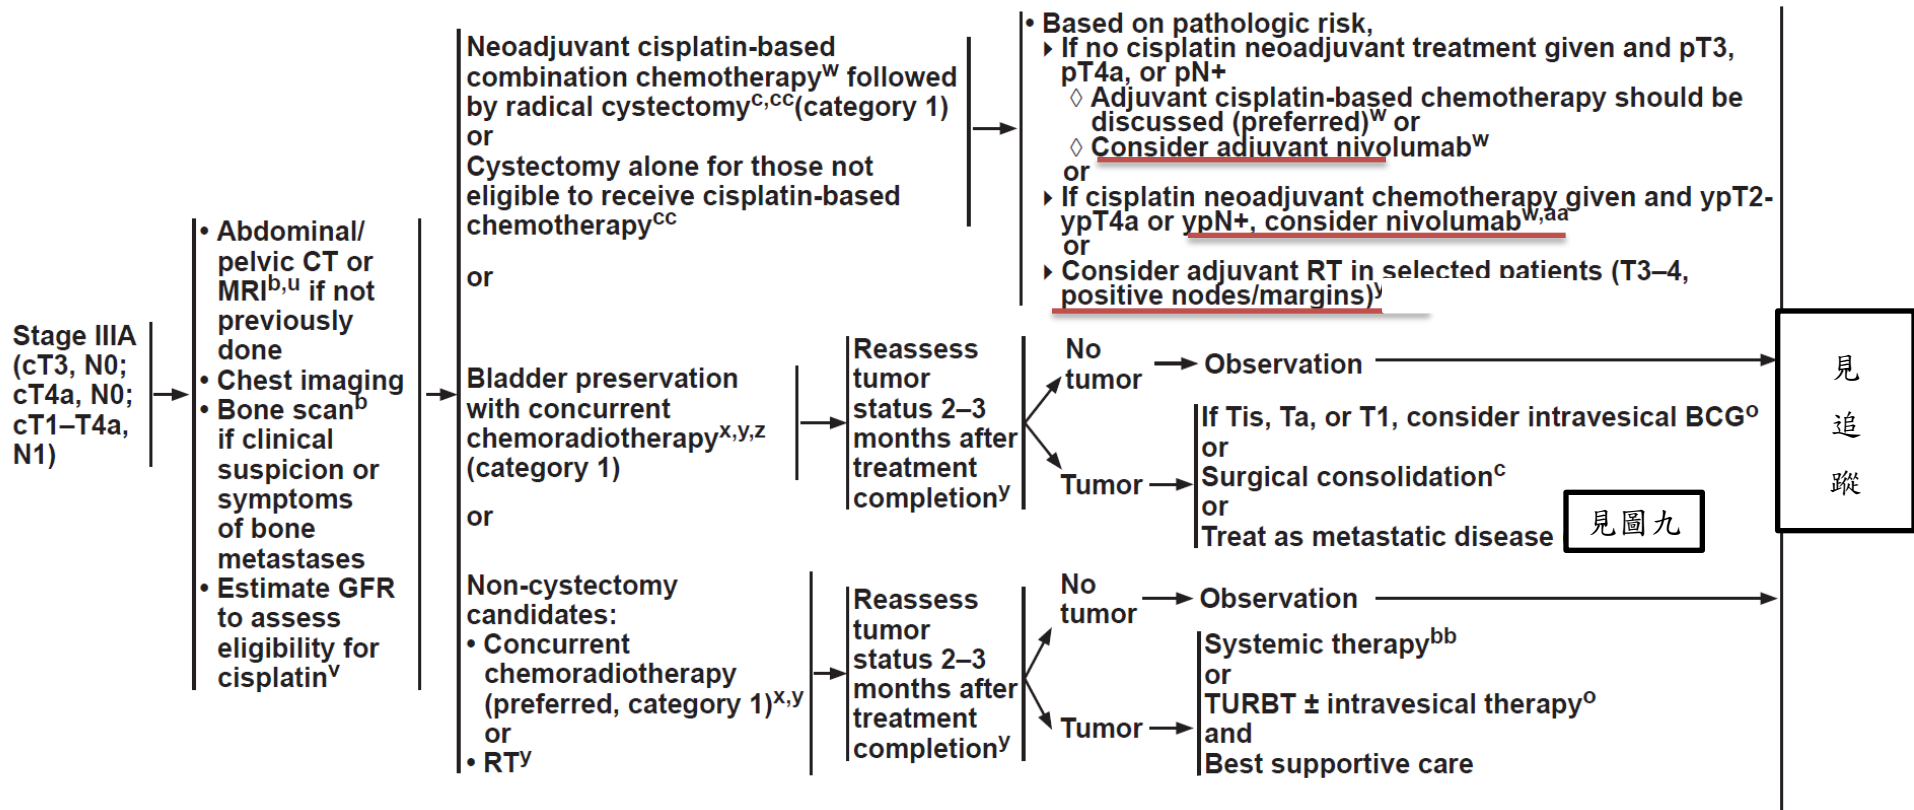 Stage IIIA
(cT3, N0;
cT4a, N0;
cT1–T4a,
N1)
• Abdominal/
pelvic CT or
MRIb,u if not
previously
done
• Chest imaging
• Bone scanb
if clinical
suspicion or
symptoms
of bone
metastases
• Estimate GFR
to assess
eligibility for
cisplatinv
Neoadjuvant cisplatin-based
combination chemotherapyw followed
by radical cystectomyc,cc(category 1)
or
Cystectomy alone for those not
eligible to receive cisplatin-based
chemotherapycc
or
Bladder preservation
with concurrent
chemoradiotherapyx,y,z
(category 1)
or
Non-cystectomy
candidates:
• Concurrent
chemoradiotherapy
(preferred, category 1)x,y
or
• RTy
• Based on pathologic risk,
If no cisplatin neoadjuvant treatment given and pT3,
pT4a, or pN+
◊ Adjuvant cisplatin-based chemotherapy should be
discussed (preferred)w or
◊ Consider adjuvant nivolumabw
or
If cisplatin neoadjuvant chemotherapy given and ypT2-
ypT4a or ypN+, consider nivolumabw,aa
or
Consider adjuvant RT in selected patients (T3–4,
positive nodes/margins)y
Reassess
tumor
status 2–3
months after
treatment
completiony
No
tumor
Observation
Tumor
If Tis, Ta, or T1, consider intravesical BCGo
or
Surgical consolidationc
or
Treat as metastatic disease
見圖九
Reassess
tumor
status 2–3
months after
treatment
completiony
No
tumor
Observation
Tumor
Systemic therapybb
or
TURBT ± intravesical therapyo
and
Best supportive care
見
追
蹤